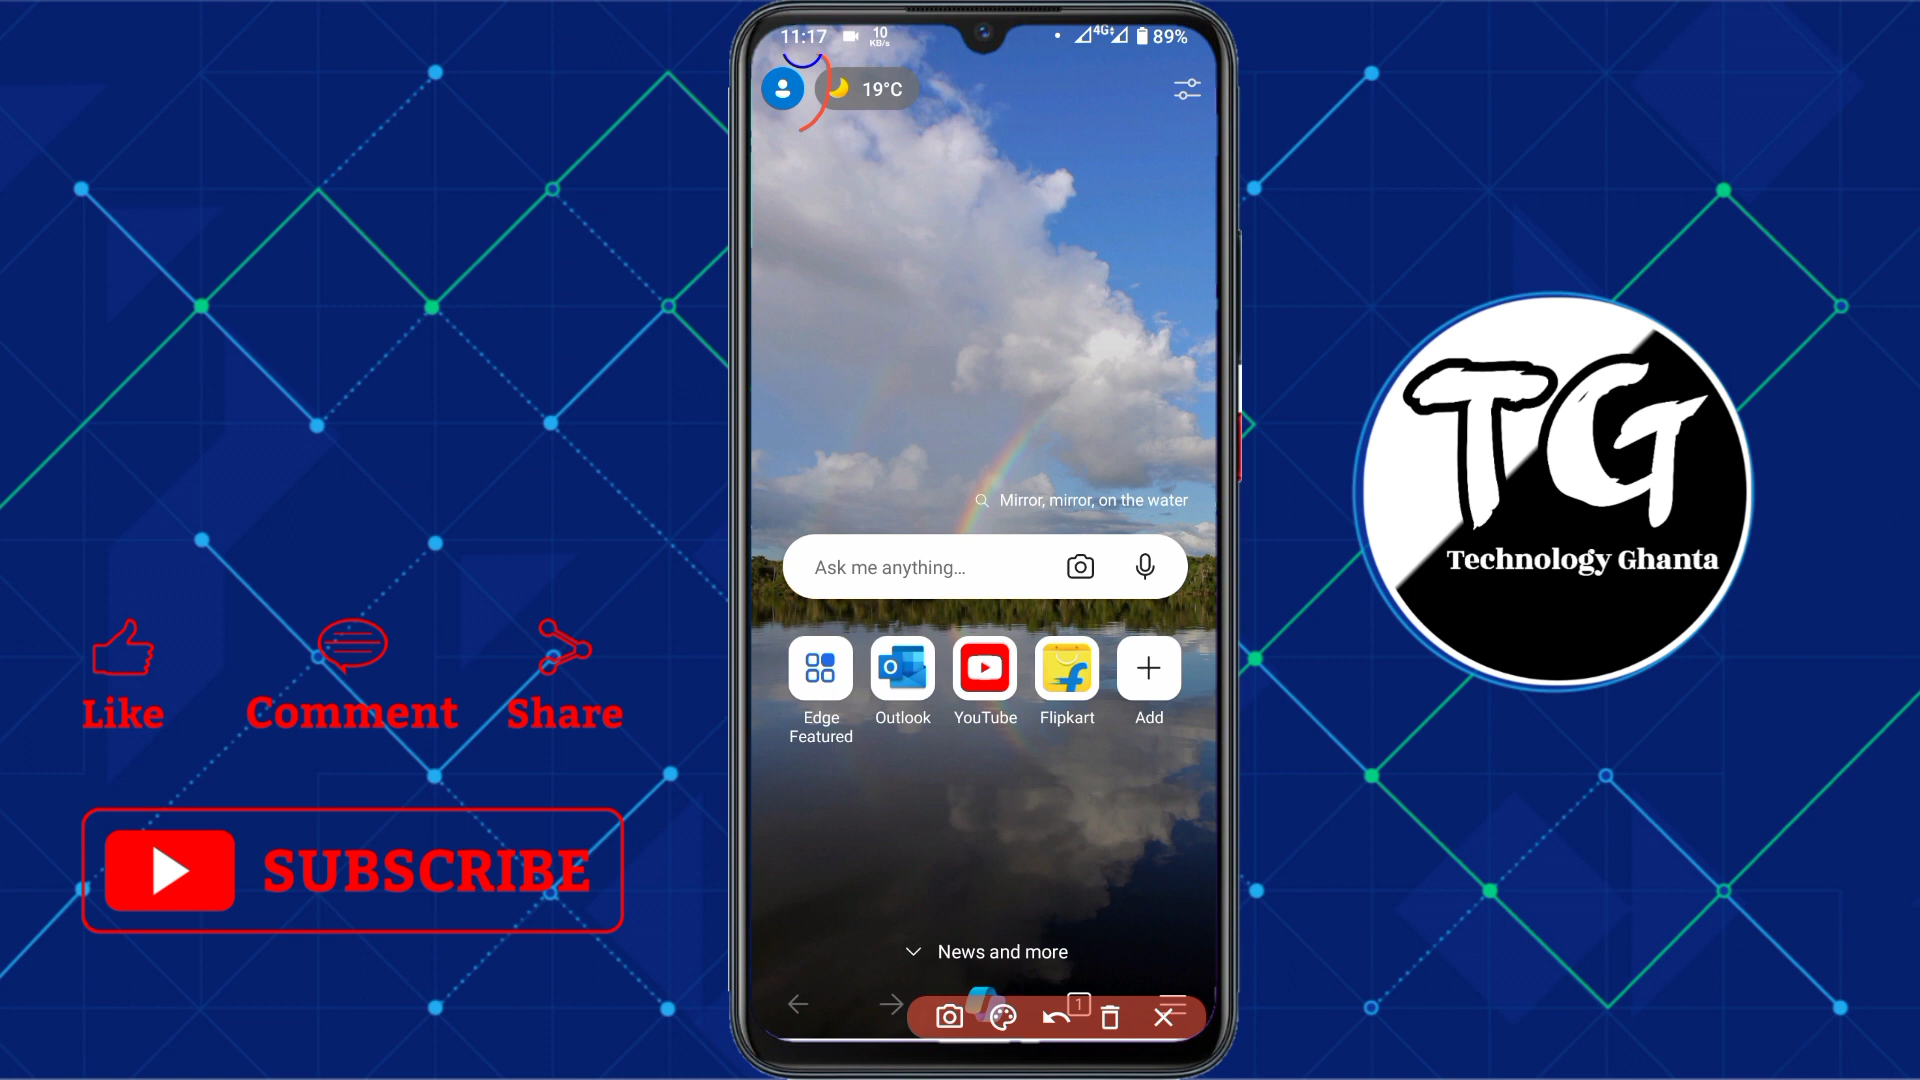 11:17
10
KB/s
4G
89%
19°C
Mirror, mirror, on the water
Ask me anything...
Edge
Featured
Outlook
YouTube
Flipkart
Add
News and more
1
Like
Comment
Share
SUBSCRIBE
TG
Technology Ghanta